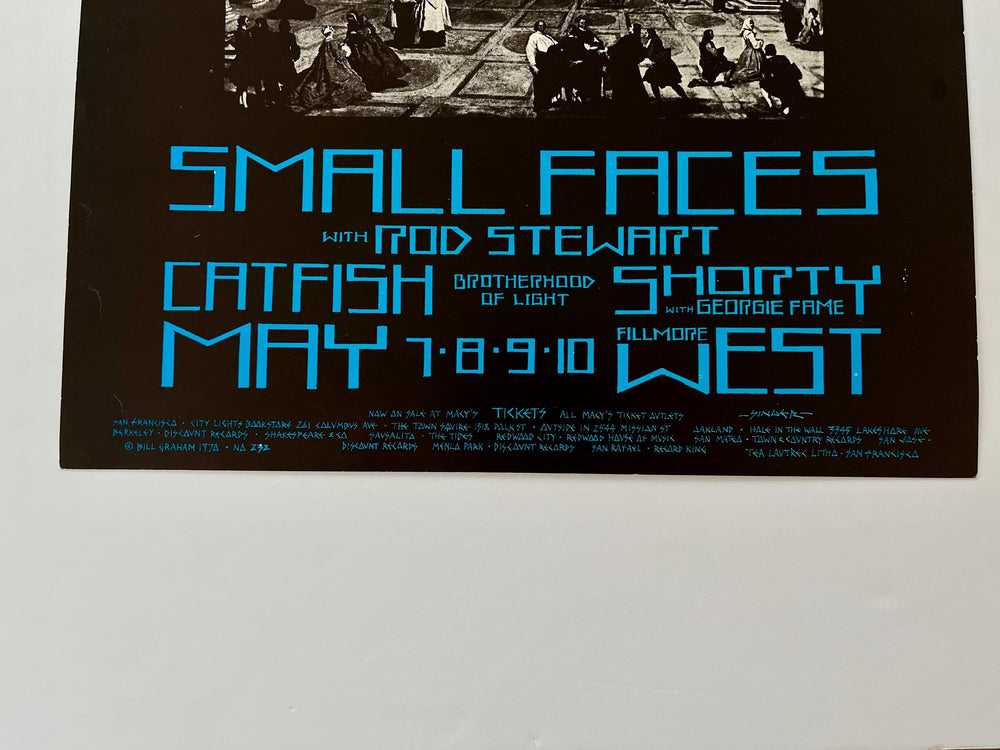 SMALL FACES
WITH ROD STEWART
CATFISH BROTHERHOOD OF LIGHT SHORTY WITH GEORGIE FAME
MAY 7·8·9·10 FILLMORE WEST
NOW ON SALE AT MACY'S TICKETS ALL MACY'S TICKET OUTLETS SINGER
SAN FRANCISCO · CITY LIGHTS BOOKSTORE 261 COLUMBUS AVE · THE TOWN SQUIRE 1318 POLK ST · OUTSIDE IN 2544 MISSION ST OAKLAND · HOLE IN THE WALL 3345 LAKESHORE AVE
BERKELEY · DISCOUNT RECORDS · SHAKESPEARE & CO SAUSALITO · THE TIDES REDWOOD CITY · REDWOOD HOUSE OF MUSIC SAN MATEO · TOWN & COUNTRY RECORDS SAN JOSE ·
© BILL GRAHAM 1970 · NO 232 DISCOUNT RECORDS MENLO PARK · DISCOUNT RECORDS SAN RAFAEL · RECORD KING TEA LAUTREC LITHO · SAN FRANCISCO